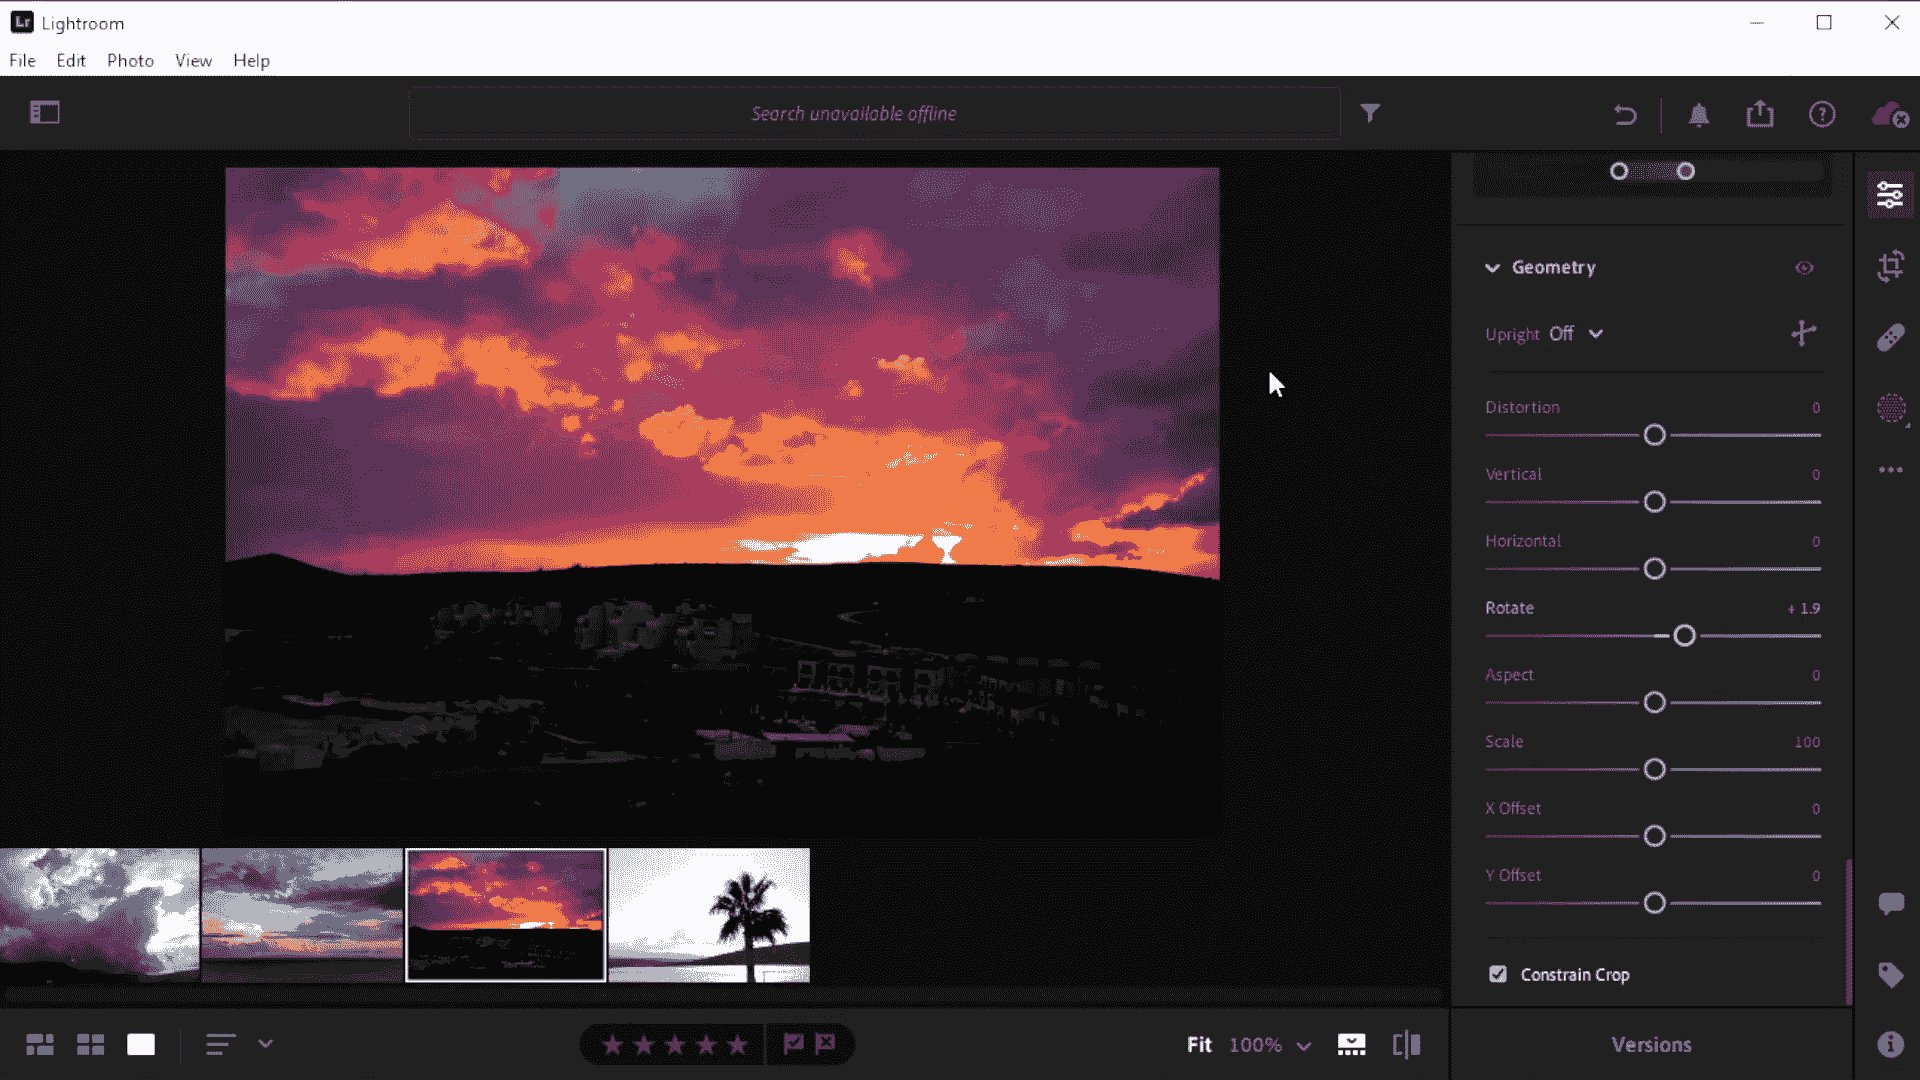 Lr Lightroom
File Edit Photo View Help
Search unavailable offline
Geometry
Upright Off
Distortion 0
Vertical 0
Horizontal 0
Rotate + 1.9
Aspect 0
Scale 100
X Offset 0
Y Offset 0
Constrain Crop
Fit 100%
Versions